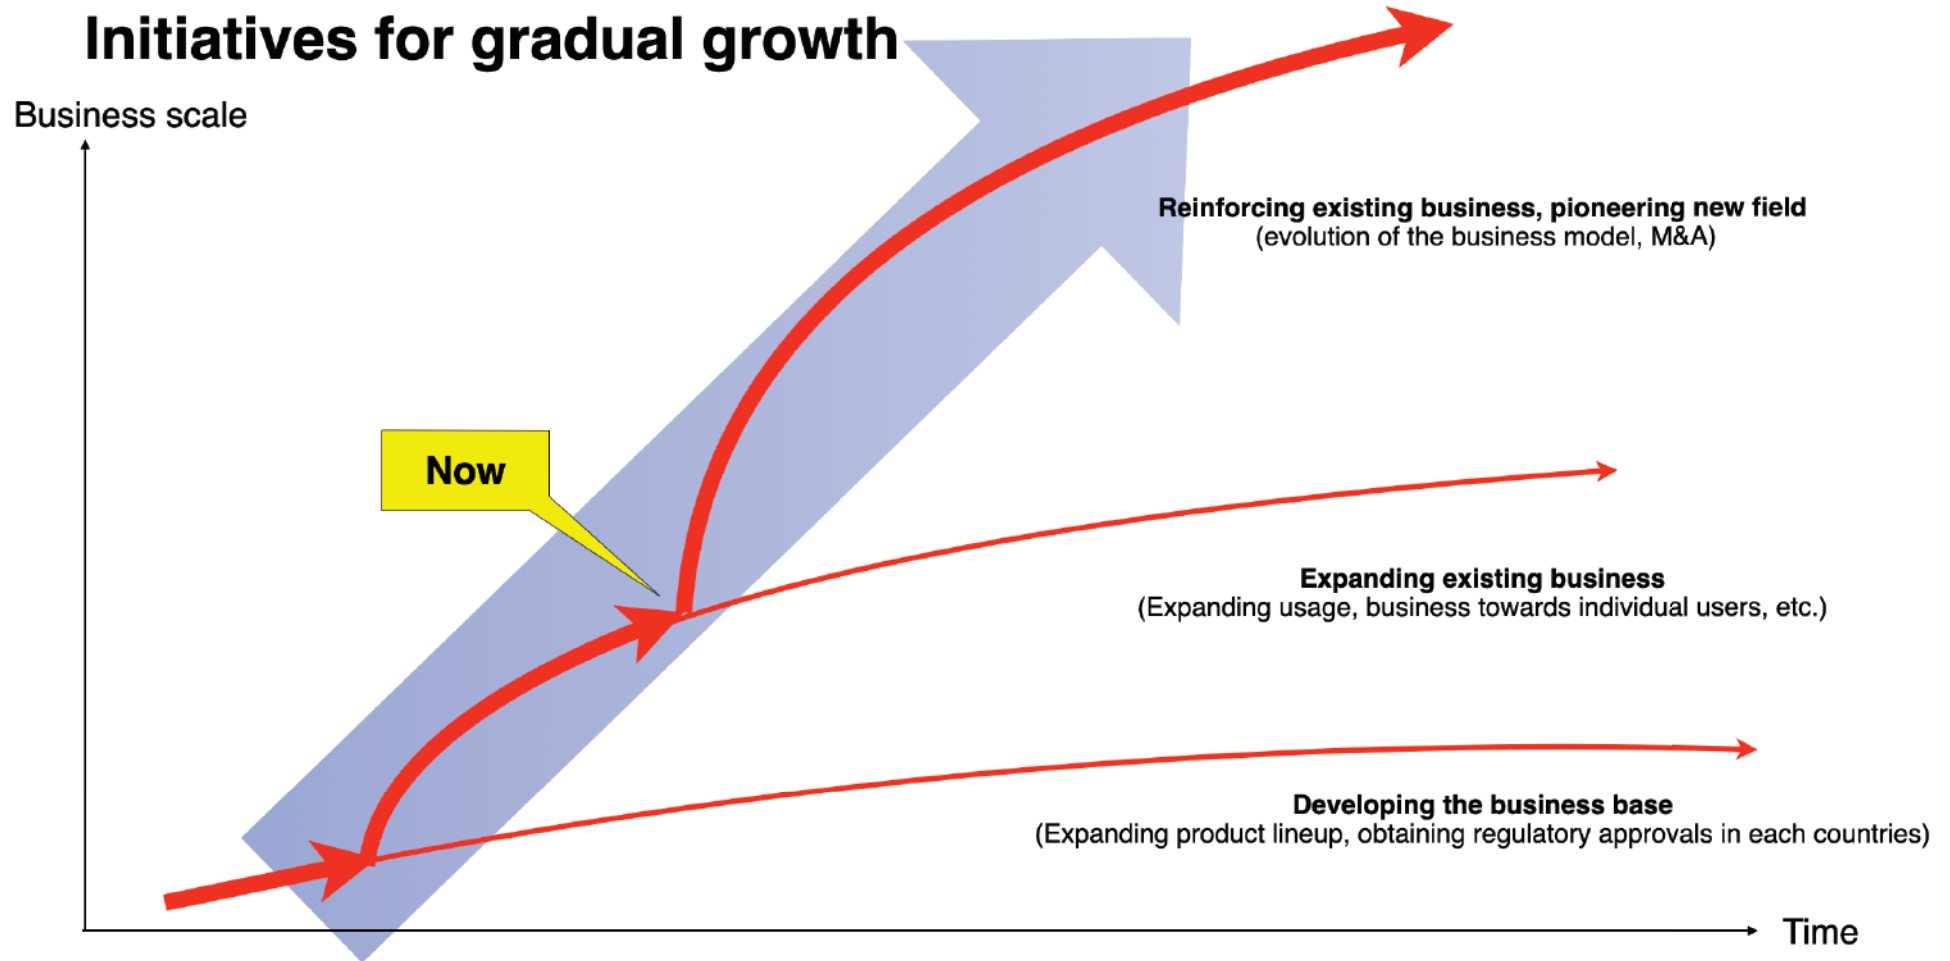 Initiatives for gradual growth
Business scale
Reinforcing existing business, pioneering new field
(evolution of the business model, M&A)
Now
Expanding existing business
(Expanding usage, business towards individual users, etc.)
Developing the business base
(Expanding product lineup, obtaining regulatory approvals in each countries)
Time